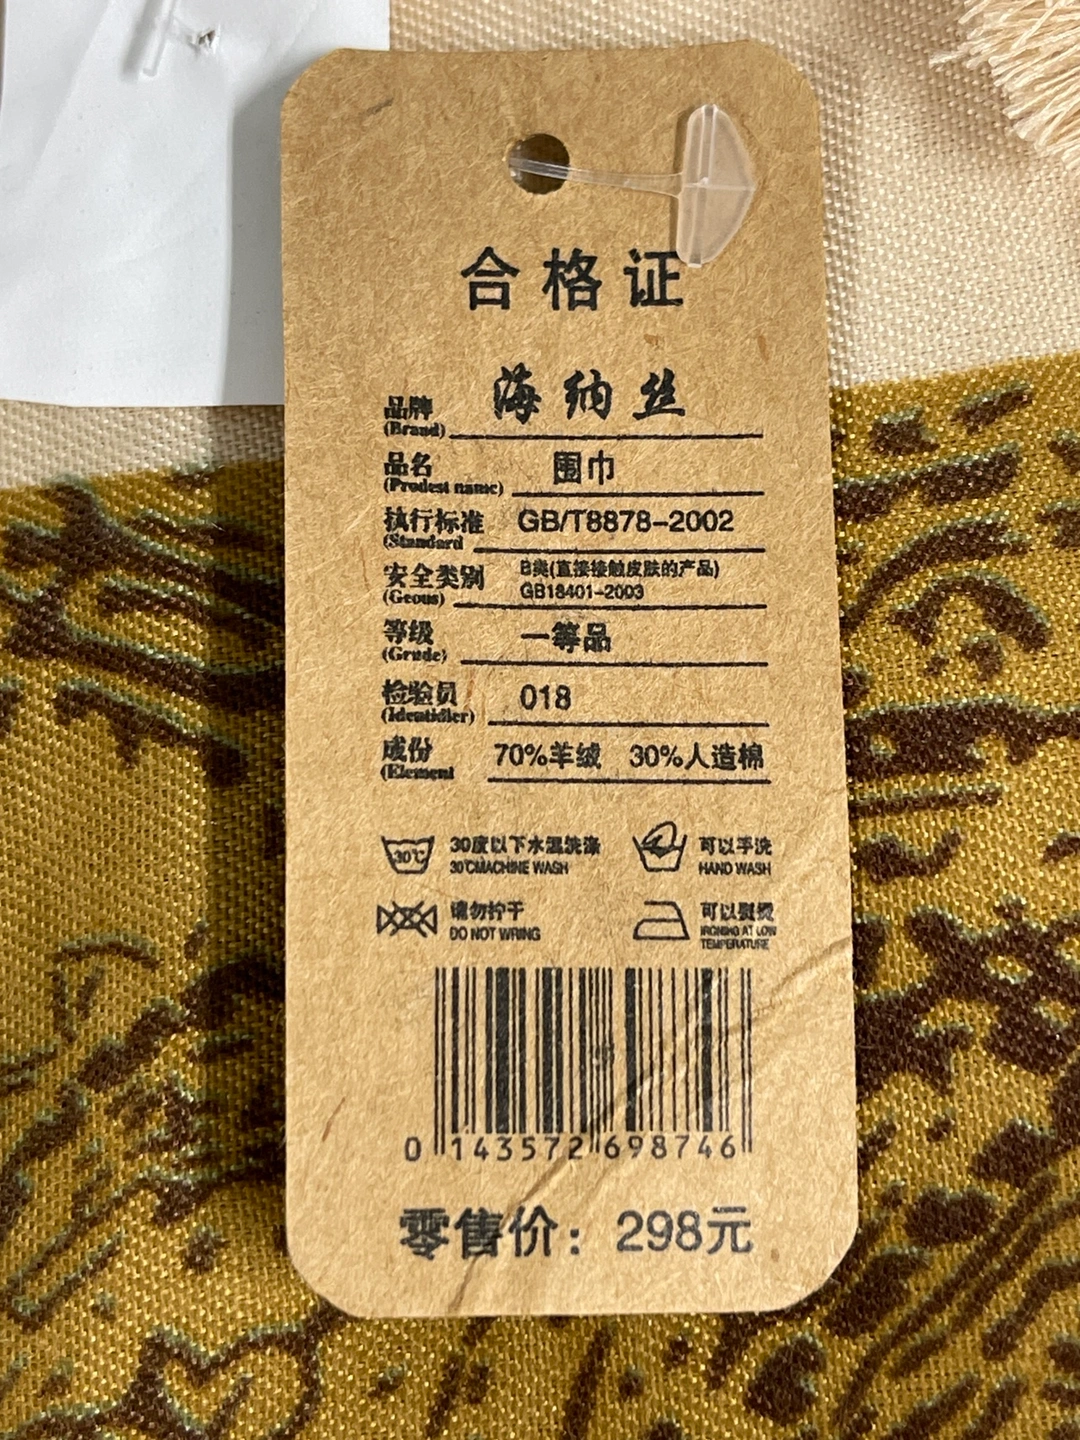 合格证
品牌 海纳丝
(Brand)
品名 围巾
(Prodest name)
执行标准 GB/T8878-2002
(Standard
安全类别 B类(直接接触皮肤的产品)
(Geous) GB18401-2003
等级 一等品
(Grude)
检验员 018
(Identidler)
成份 70%羊绒 30%人造棉
(Element
30℃ 30度以下水温洗涤
30℃MACHINE WASH
可以手洗
HAND WASH
请勿拧干
DO NOT WRING
可以熨烫
IRONING AT LOW
TEMPERATURE
0 143572 698746
零售价：298元